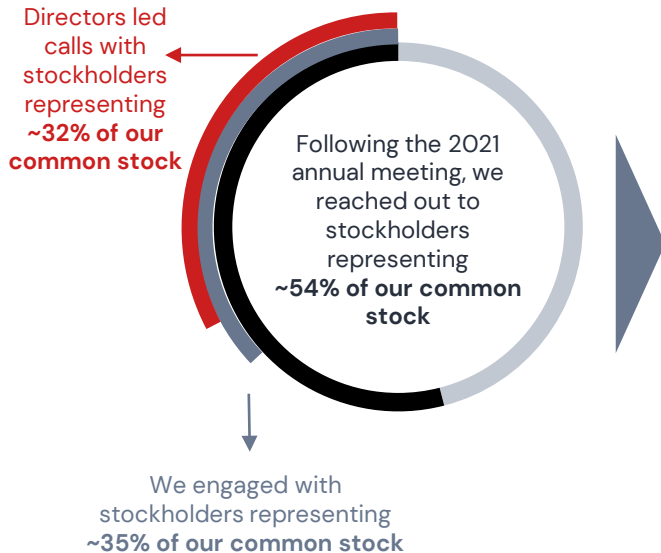 Directors led
calls with
stockholders
representing
~32% of our
common stock
Following the 2021
annual meeting, we
reached out to
stockholders
representing
~54% of our common
stock
We engaged with
stockholders representing
~35% of our common stock